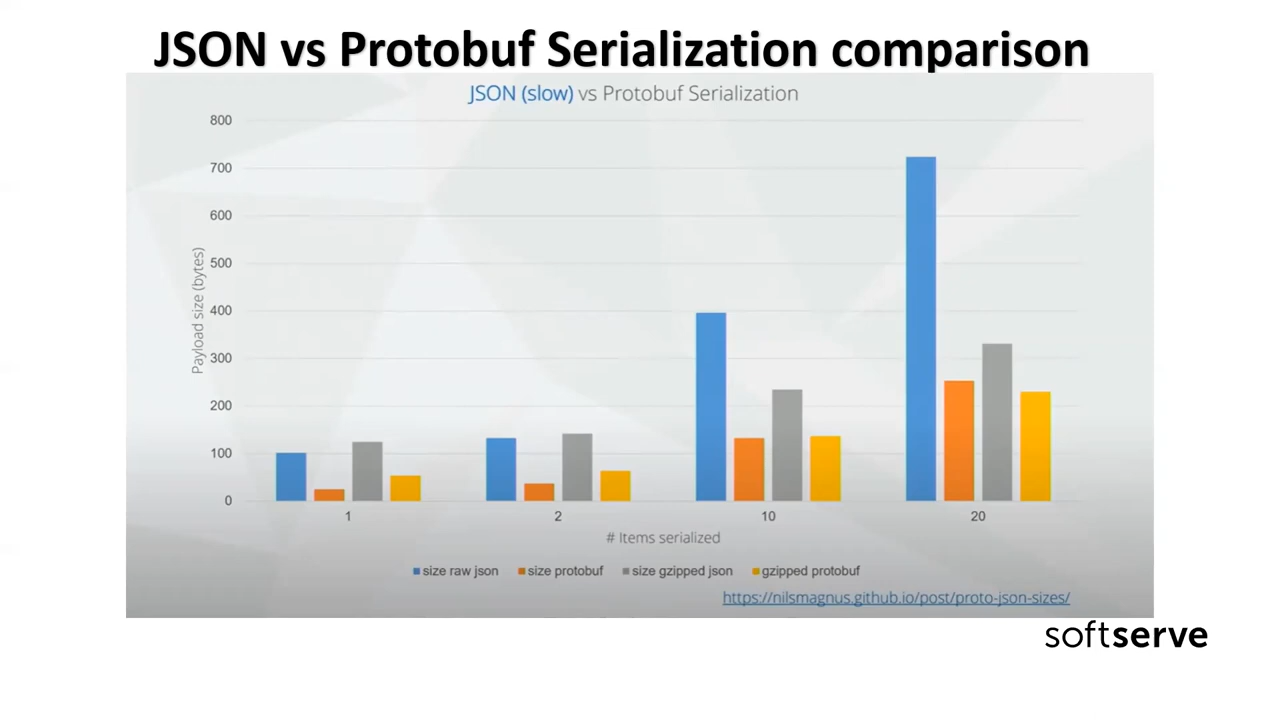 JSON vs Protobuf Serialization comparison
JSON (slow) vs Protobuf Serialization
800
700
600
500
400
300
200
100
0
Payload size (bytes)
1 2 10 20
# Items serialized
size raw json size protobuf size gzipped json gzipped protobuf
https://nilsmagnus.github.io/post/proto-json-sizes/
softserve